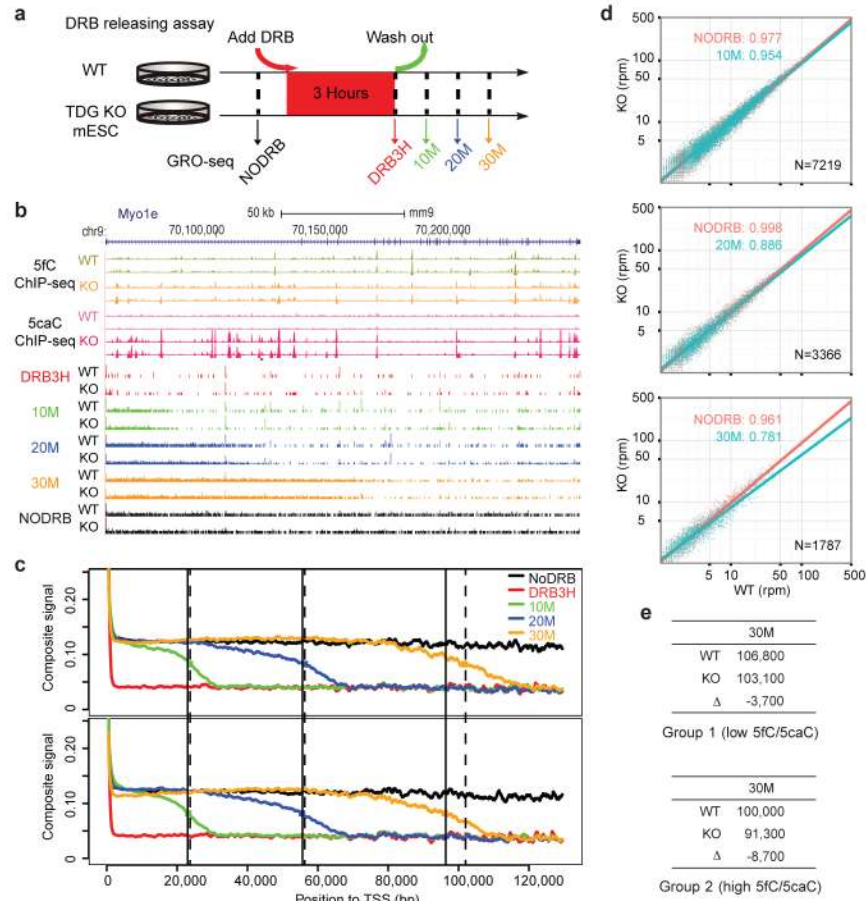 a
DRB releasing assay
Add DRB
Wash out
WT
3 Hours
TDG KO
mESC
GRO-seq
NODRB
DRB3H
10M
20M
30M
b
Myo1e
50 kb
mm9
chr9:
70,100,000
70,150,000
70,200,000
5fC
ChIP-seq
WT
KO
5caC
ChIP-seq
WT
KO
DRB3H
WT
KO
10M
WT
KO
20M
WT
KO
30M
WT
KO
NODRB
WT
KO
c
Composite signal
0.20
0.10
0
NoDRB
DRB3H
10M
20M
30M
Composite signal
0.20
0.10
0
0
20,000
40,000
60,000
80,000
100,000
120,000
Position to TSS (bp)
d
KO (rpm)
500
100
50
10
5
NODRB: 0.977
10M: 0.954
N=7219
KO (rpm)
500
100
50
10
5
NODRB: 0.998
20M: 0.886
N=3366
KO (rpm)
500
100
50
10
5
NODRB: 0.961
30M: 0.781
N=1787
5
10
50
100
500
WT (rpm)
e
30M
WT 106,800
KO 103,100
Δ -3,700
Group 1 (low 5fC/5caC)
30M
WT 100,000
KO 91,300
Δ -8,700
Group 2 (high 5fC/5caC)